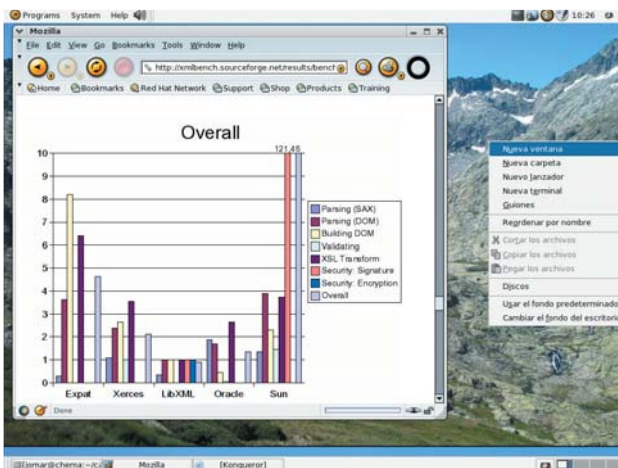 Programs System Help 10:26
Mozilla
File Edit View Go Bookmarks Tools Window Help
http://xmlbench.sourceforge.net/results/bench
Home Bookmarks Red Hat Network Support Shop Products Training
Overall
121,46
10
9
8
7
6
5
4
3
2
1
0
Expat Xerces LibXML Oracle Sun
Parsing (SAX)
Parsing (DOM)
Building DOM
Validating
XSL Transform
Security: Signature
Security: Encryption
Overall
Done
Nueva ventana
Nueva carpeta
Nuevo lanzador
Nueva terminal
Guiones
Reordenar por nombre
Cortar los archivos
Copiar los archivos
Pegar los archivos
Discos
Usar el fondo predeterminado
Cambiar el fondo del escritorio
Mozilla [Konqueror]